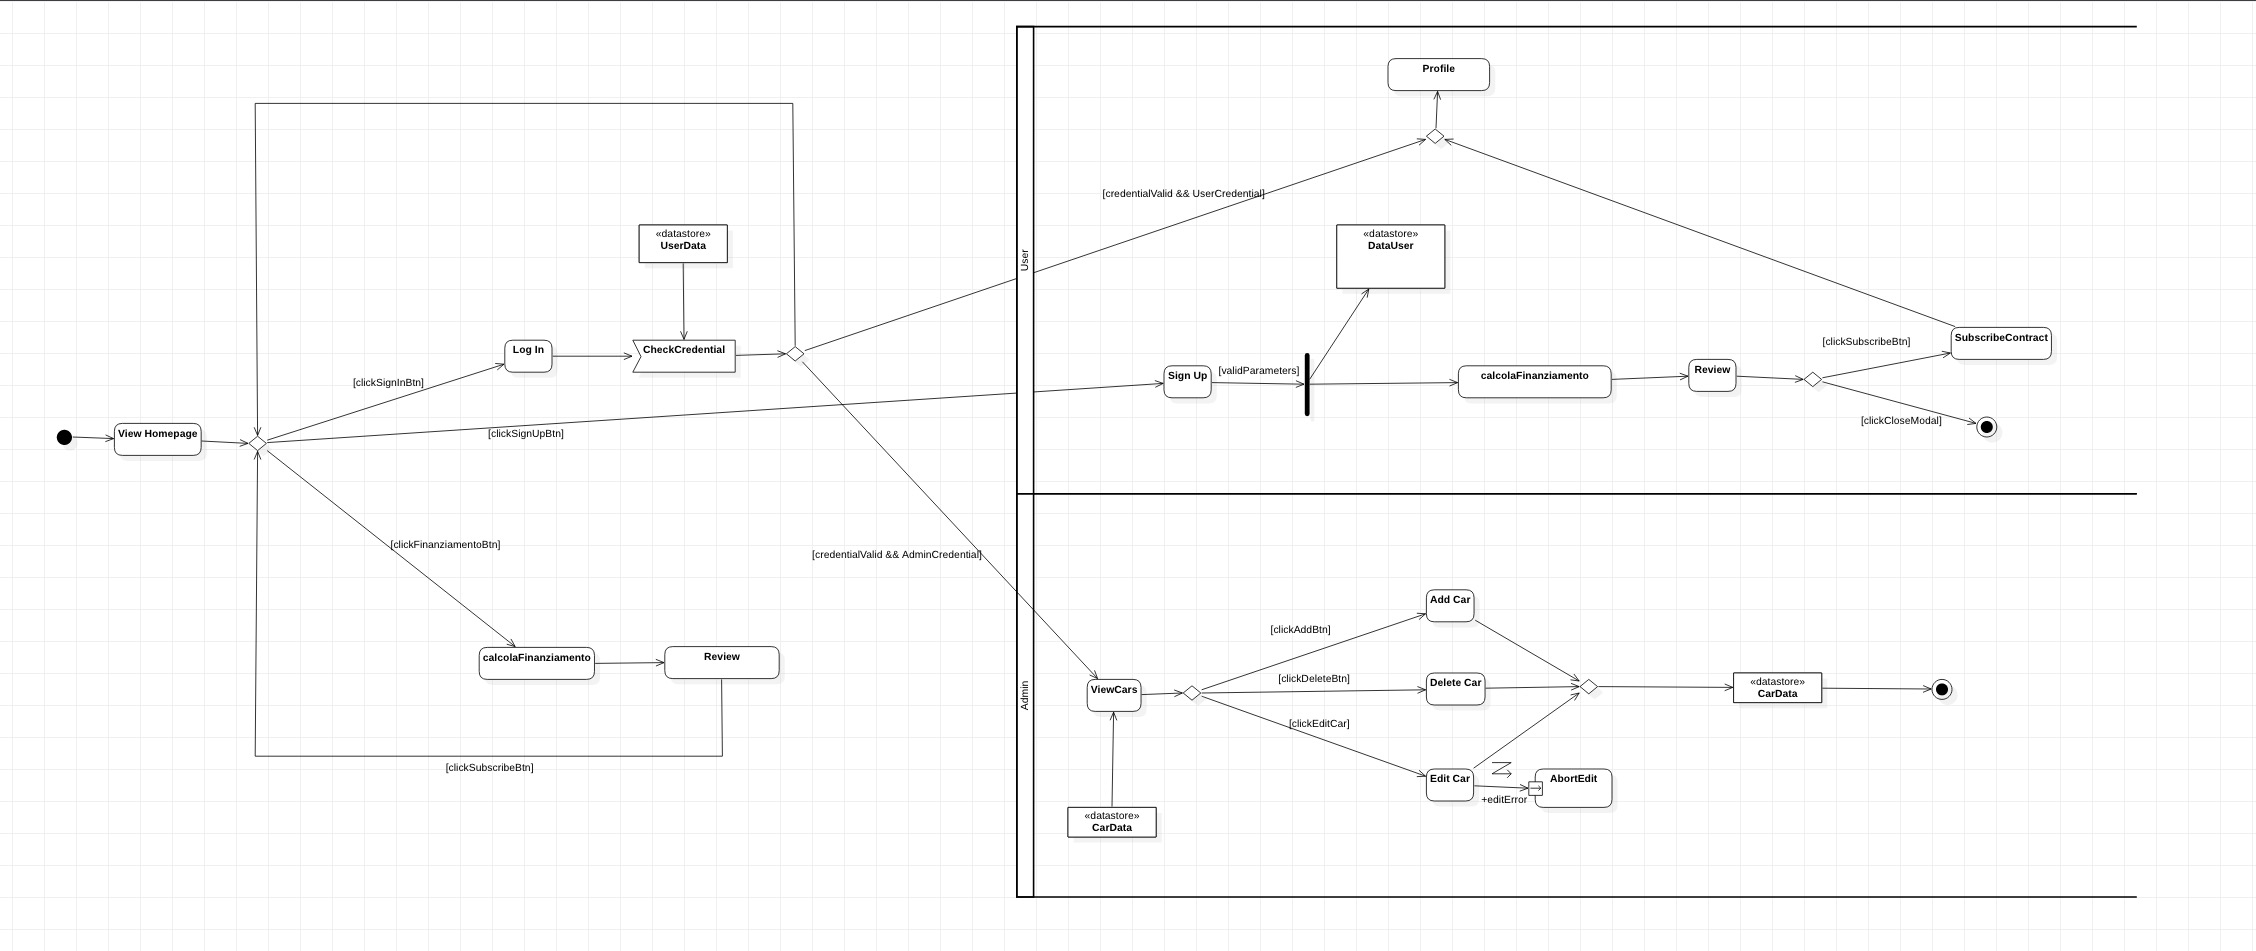 Profile
[credentialValid && UserCredential]
«datastore»
UserData
«datastore»
DataUser
User
Log In
CheckCredential
[clickSignInBtn]
Sign Up
[validParameters]
calcolaFinanziamento
Review
[clickSubscribeBtn]
SubscribeContract
[clickCloseModal]
View Homepage
[clickSignUpBtn]
[clickFinanziamentoBtn]
[credentialValid && AdminCredential]
calcolaFinanziamento
Review
[clickSubscribeBtn]
Admin
ViewCars
[clickAddBtn]
Add Car
[clickDeleteBtn]
Delete Car
[clickEditCar]
Edit Car
+editError
AbortEdit
«datastore»
CarData
«datastore»
CarData